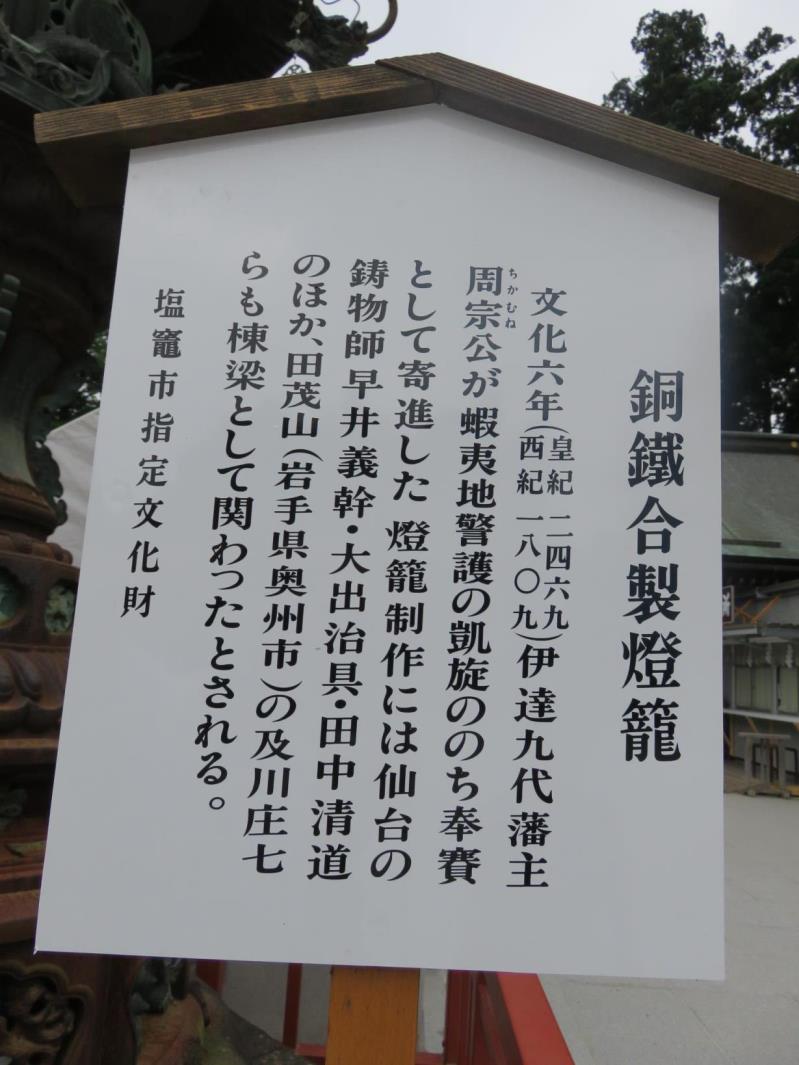 銅鐵合製燈籠
文化六年(皇紀 二四六九 西紀 一八〇九)伊達九代藩主
周宗公が蝦夷地警護の凱旋ののち奉賽
ちかむね
として寄進した 燈籠制作には仙台の
鋳物師 早井義幹・大出治具・田中清道
のほか、田茂山(岩手県奥州市)の及川庄七
らも棟梁として関わったとされる。
塩竈市指定文化財